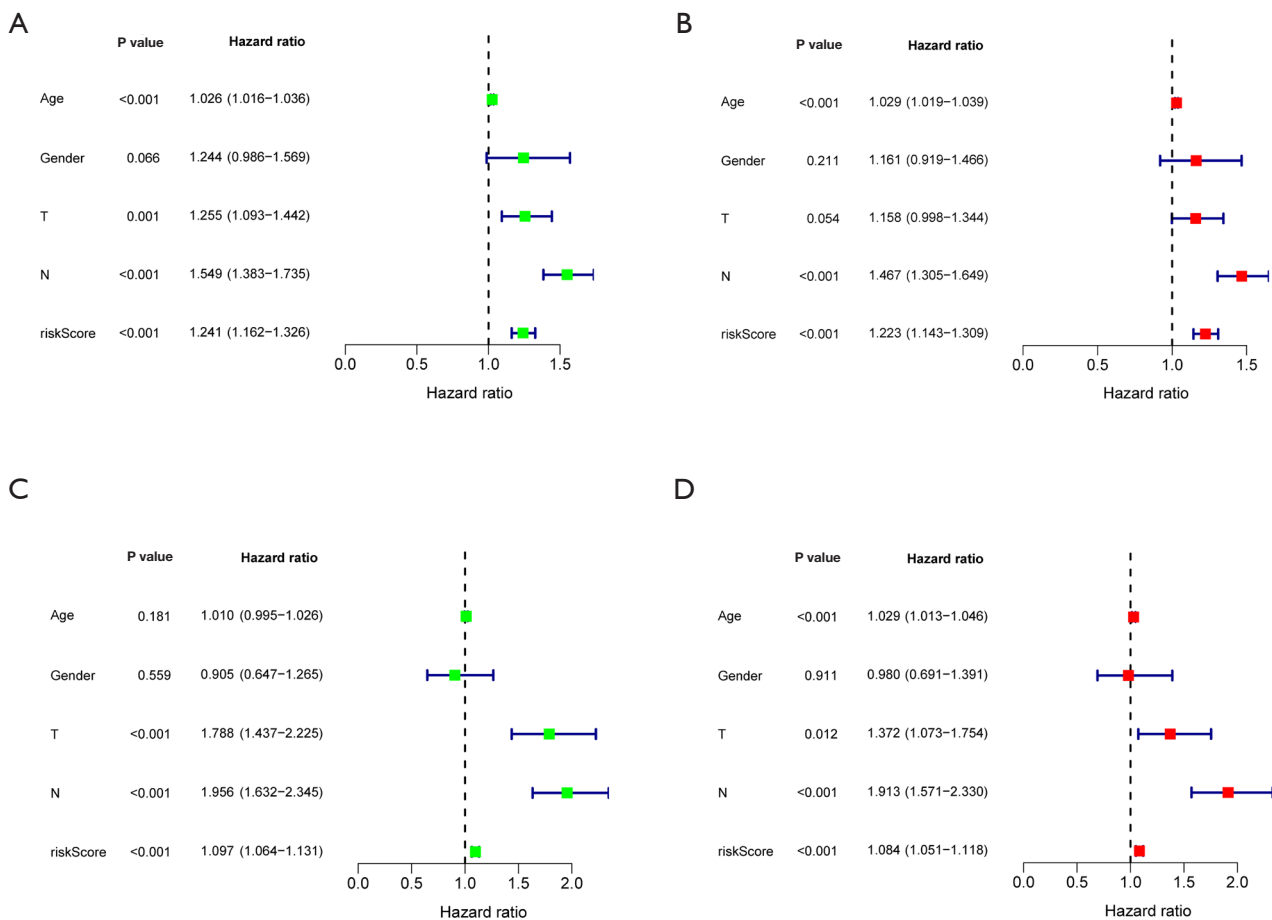 A
P value Hazard ratio
Age <0.001 1.026 (1.016−1.036)
Gender 0.066 1.244 (0.986−1.569)
T 0.001 1.255 (1.093−1.442)
N <0.001 1.549 (1.383−1.735)
riskScore <0.001 1.241 (1.162−1.326)
0.0 0.5 1.0 1.5
Hazard ratio
B
P value Hazard ratio
Age <0.001 1.029 (1.019−1.039)
Gender 0.211 1.161 (0.919−1.466)
T 0.054 1.158 (0.998−1.344)
N <0.001 1.467 (1.305−1.649)
riskScore <0.001 1.223 (1.143−1.309)
0.0 0.5 1.0 1.5
Hazard ratio
C
P value Hazard ratio
Age 0.181 1.010 (0.995−1.026)
Gender 0.559 0.905 (0.647−1.265)
T <0.001 1.788 (1.437−2.225)
N <0.001 1.956 (1.632−2.345)
riskScore <0.001 1.097 (1.064−1.131)
0.0 0.5 1.0 1.5 2.0
Hazard ratio
D
P value Hazard ratio
Age <0.001 1.029 (1.013−1.046)
Gender 0.911 0.980 (0.691−1.391)
T 0.012 1.372 (1.073−1.754)
N <0.001 1.913 (1.571−2.330)
riskScore <0.001 1.084 (1.051−1.118)
0.0 0.5 1.0 1.5 2.0
Hazard ratio